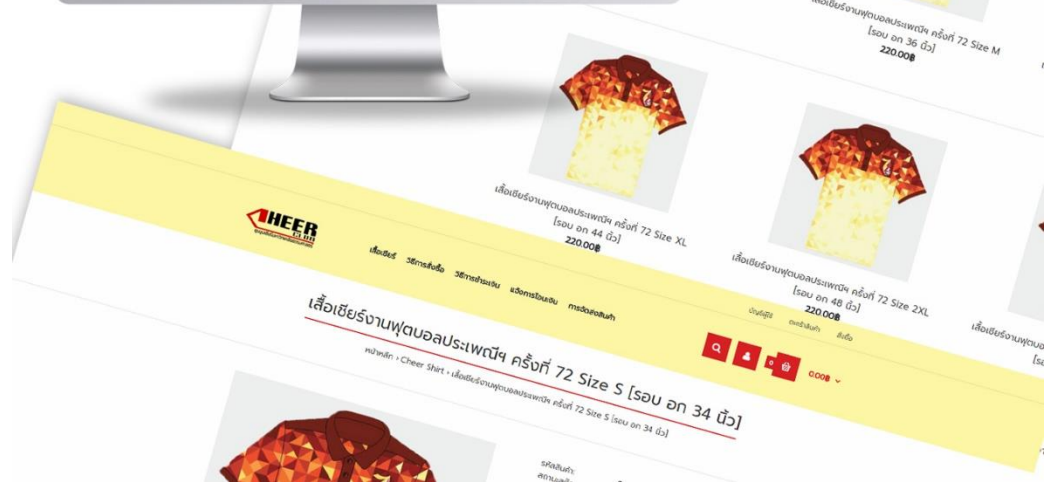 เสื้อเชียร์งานฟุตบอลประเพณีฯ ครั้งที่ 72 Size M
[รอบ อก 36 นิ้ว]
220.00฿
เสื้อเชียร์งานฟุตบอลประเพณีฯ ครั้งที่ 72 Size XL
[รอบ อก 44 นิ้ว]
220.00฿
เสื้อเชียร์งานฟุตบอลประเพณีฯ ครั้งที่ 72 Size 2XL
[รอบ อก 48 นิ้ว]
220.00฿
เสื้อเชียร์งานฟุตบอ
CHEER
CLUB
บัญชีผู้ใช้ ตะกร้าสินค้า สั่งซื้อ
เสื้อเชียร์ วิธีการสั่งซื้อ วิธีการชำระเงิน แจ้งการโอนเงิน การจัดส่งสินค้า
0 0.00฿
เสื้อเชียร์งานฟุตบอลประเพณีฯ ครั้งที่ 72 Size S [รอบ อก 34 นิ้ว]
หน้าหลัก › Cheer Shirt › เสื้อเชียร์งานฟุตบอลประเพณีฯ ครั้งที่ 72 Size S [รอบ อก 34 นิ้ว]
รหัสสินค้า: